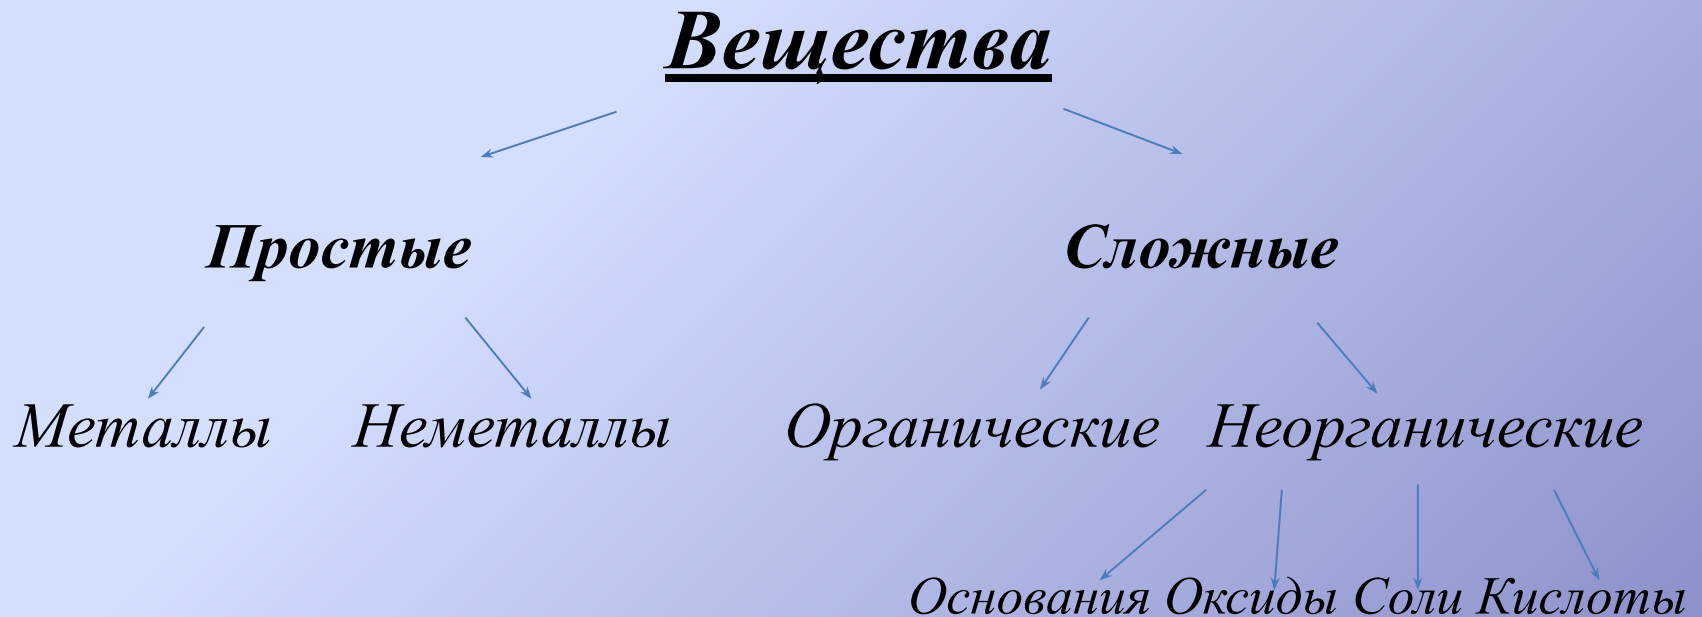 Вещества
Простые Сложные
Металлы Неметаллы Органические Неорганические
Основания Оксиды Соли Кислоты